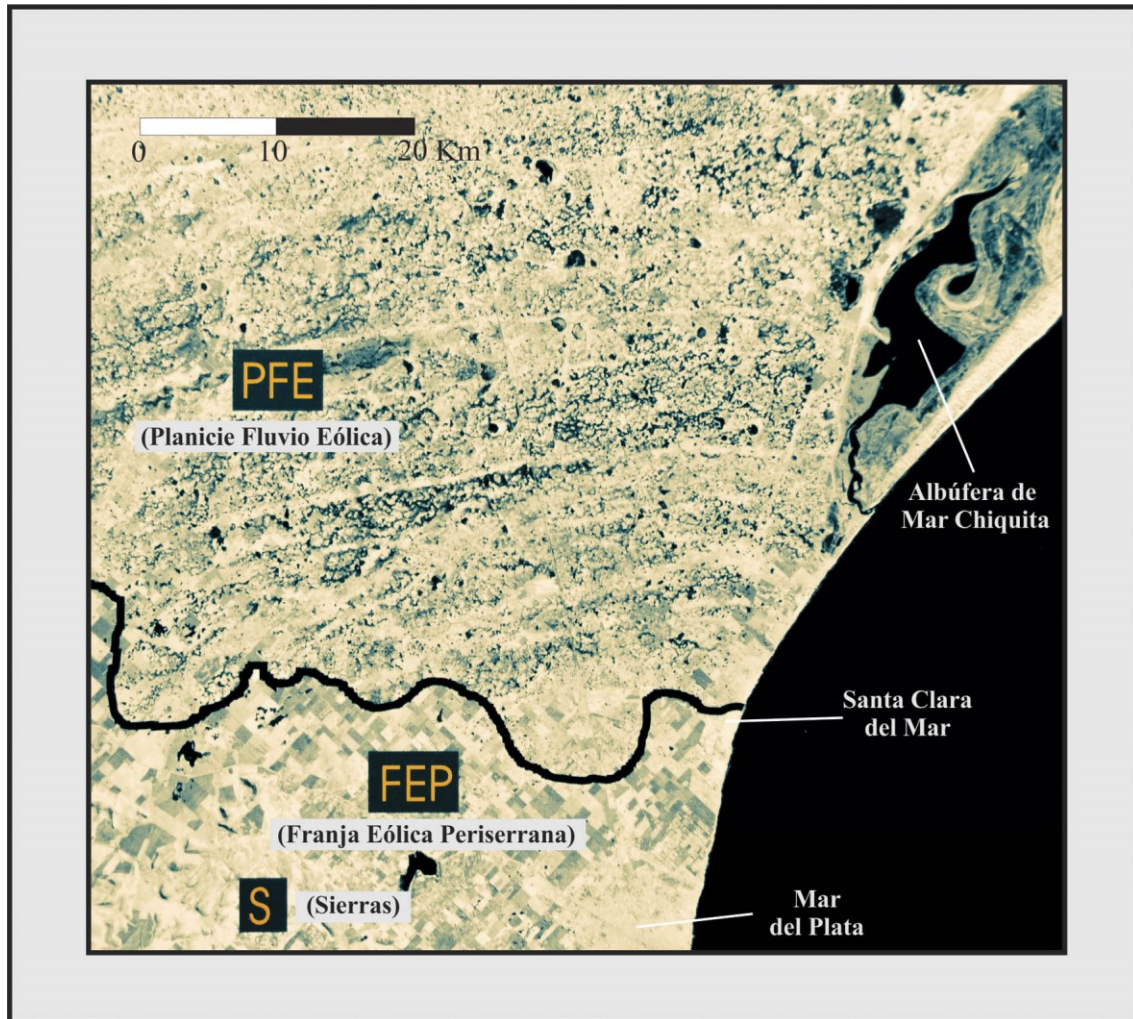 0 10 20 Km
PFE
(Planicie Fluvio Eólica)
Albúfera de
Mar Chiquita
Santa Clara
del Mar
FEP
(Franja Eólica Periserrana)
S (Sierras)
Mar
del Plata